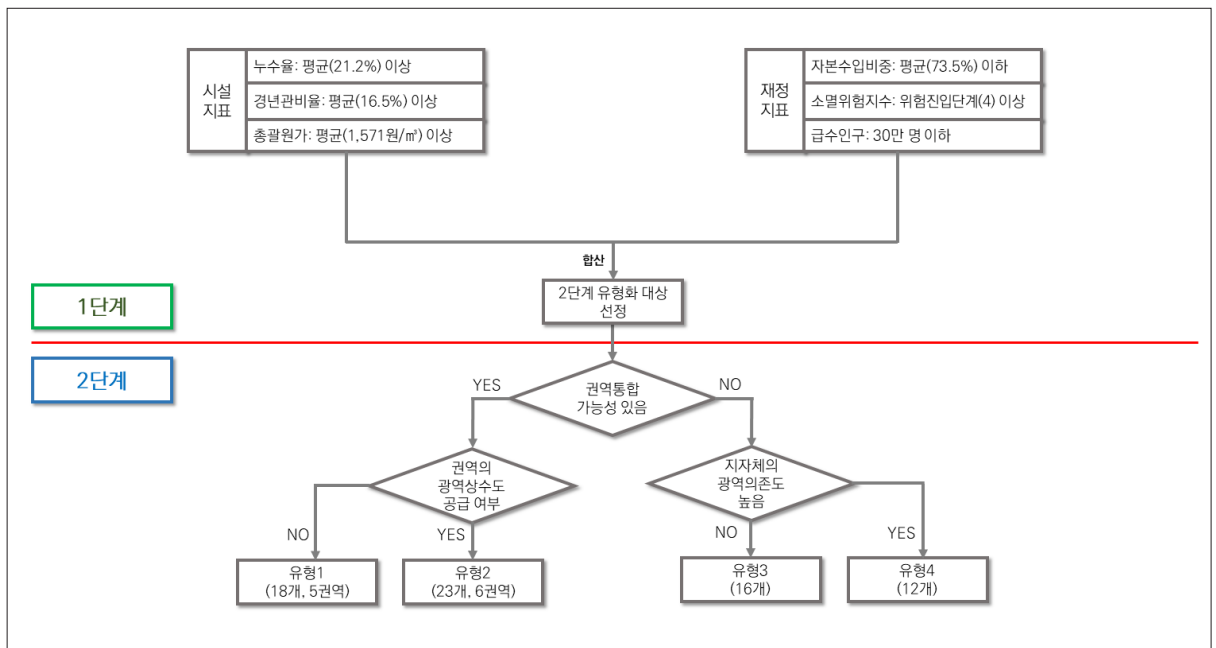 시설
지표
누수율: 평균(21.2%) 이상
경년관비율: 평균(16.5%) 이상
총괄원가: 평균(1,571원/㎥) 이상
재정
지표
자본수입비중: 평균(73.5%) 이하
소멸위험지수: 위험진입단계(4) 이상
급수인구: 30만 명 이하
합산
2단계 유형화 대상
선정
1단계
2단계
YES
권역통합
가능성 있음
NO
권역의
광역상수도
공급 여부
지자체의
광역의존도
높음
NO
YES
NO
YES
유형1
(18개, 5권역)
유형2
(23개, 6권역)
유형3
(16개)
유형4
(12개)